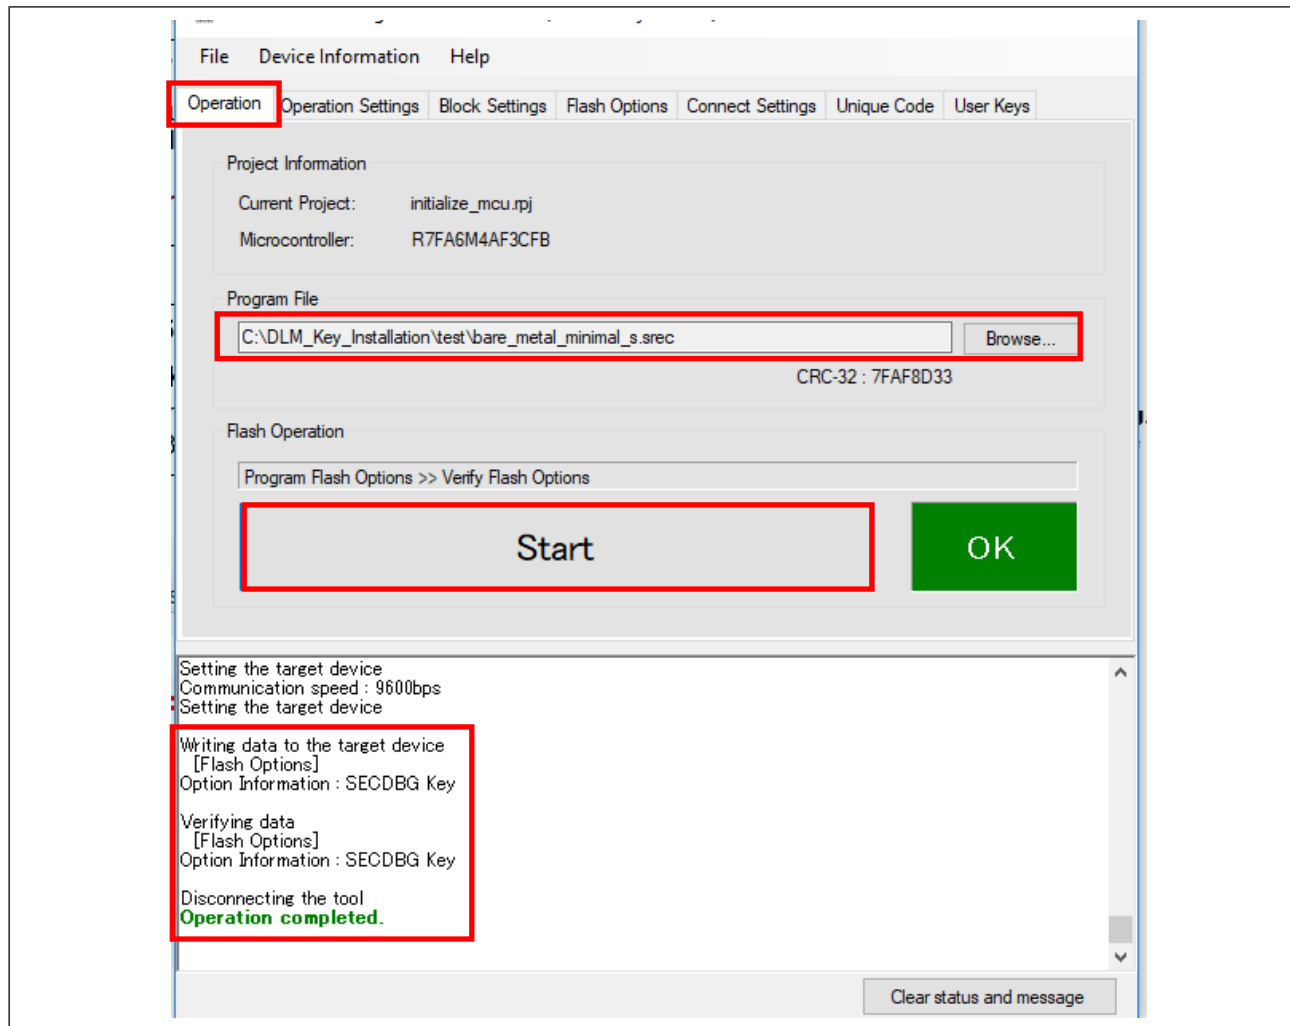 File Device Information Help
Operation Operation Settings Block Settings Flash Options Connect Settings Unique Code User Keys
Project Information
Current Project: initialize_mcu.rpj
Microcontroller: R7FA6M4AF3CFB
Program File
C:\DLM_Key_Installation\test\bare_metal_minimal_s.srec Browse...
CRC-32 : 7FAF8D33
Flash Operation
Program Flash Options >> Verify Flash Options
Start OK
Setting the target device
Communication speed : 9600bps
Setting the target device
Writing data to the target device
[Flash Options]
Option Information : SECDBG Key
Verifying data
[Flash Options]
Option Information : SECDBG Key
Disconnecting the tool
Operation completed.
Clear status and message